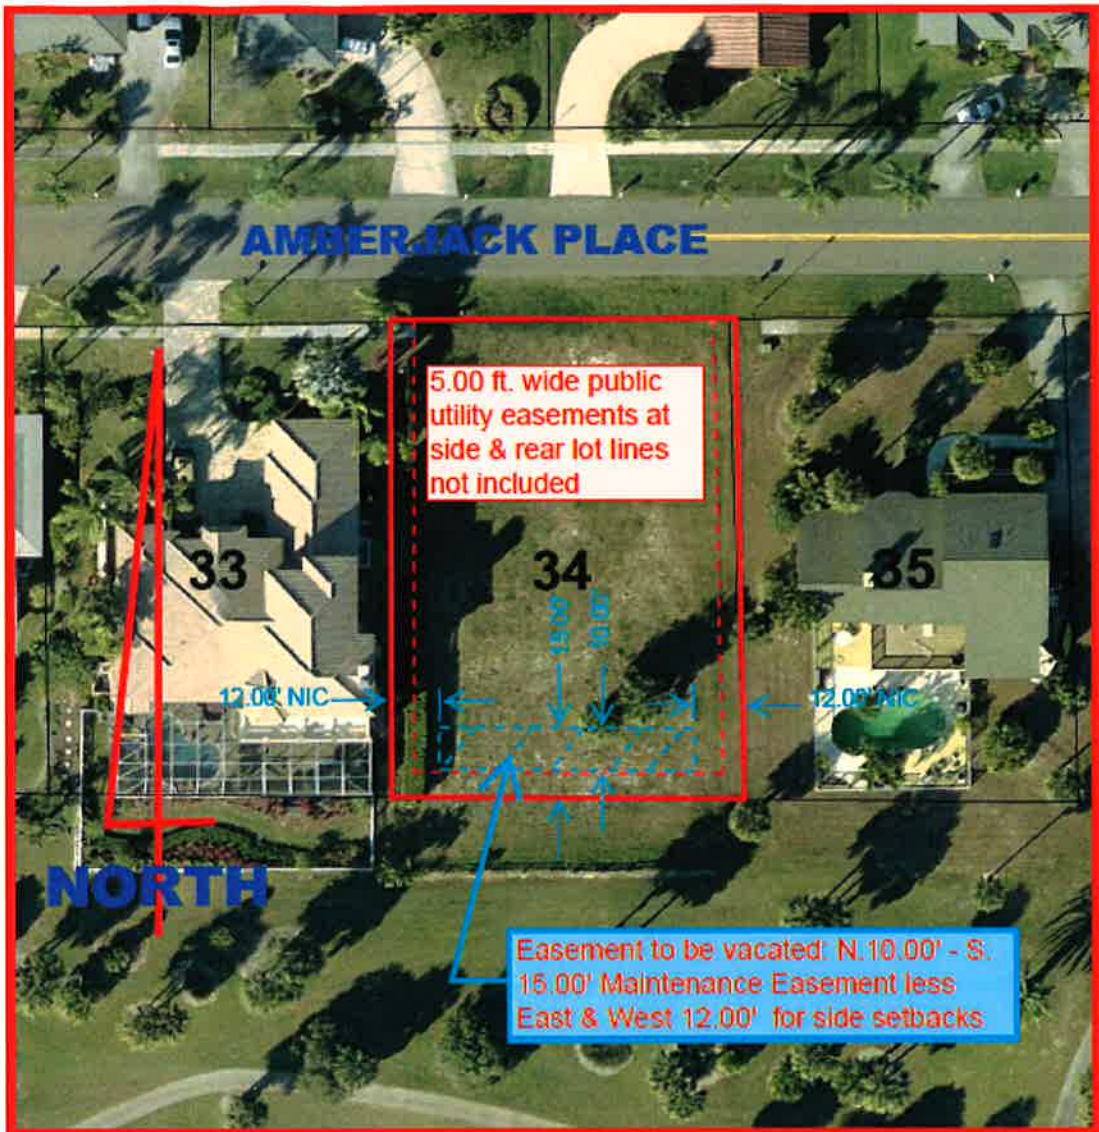 AMBERJACK PLACE
5.00 ft. wide public
utility easements at
side & rear lot lines
not included
33
34
35
15.00'
10.00'
12.00' NIC
12.00' NIC
NORTH
Easement to be vacated: N.10.00' - S.
15.00' Maintenance Easement less
East & West 12.00' for side setbacks